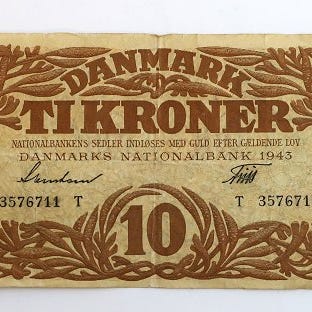 DANMARK
TI KRONER
NATIONALBANKENS SEDLER INDLØSES MED GULD EFTER GÆLDENDE LOV
DANMARKS NATIONALBANK 1943
3576711 T T 357671
10